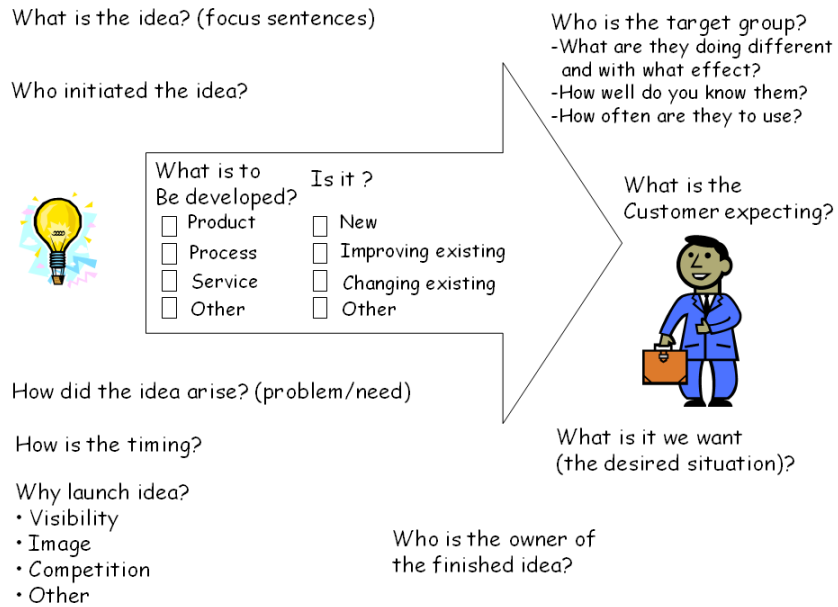 What is the idea? (focus sentences)
Who initiated the idea?
What is to
Be developed?
Product
Process
Service
Other
Is it ?
New
Improving existing
Changing existing
Other
How did the idea arise? (problem/need)
How is the timing?
Why launch idea?
• Visibility
• Image
• Competition
• Other
Who is the target group?
-What are they doing different
and with what effect?
-How well do you know them?
-How often are they to use?
What is the
Customer expecting?
What is it we want
(the desired situation)?
Who is the owner of
the finished idea?